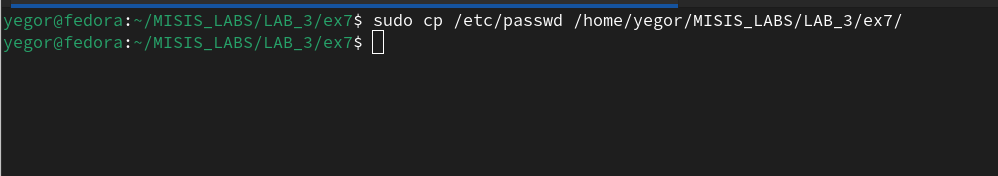 yegor@fedora:~/MISIS_LABS/LAB_3/ex7$ sudo cp /etc/passwd /home/yegor/MISIS_LABS/LAB_3/ex7/
yegor@fedora:~/MISIS_LABS/LAB_3/ex7$